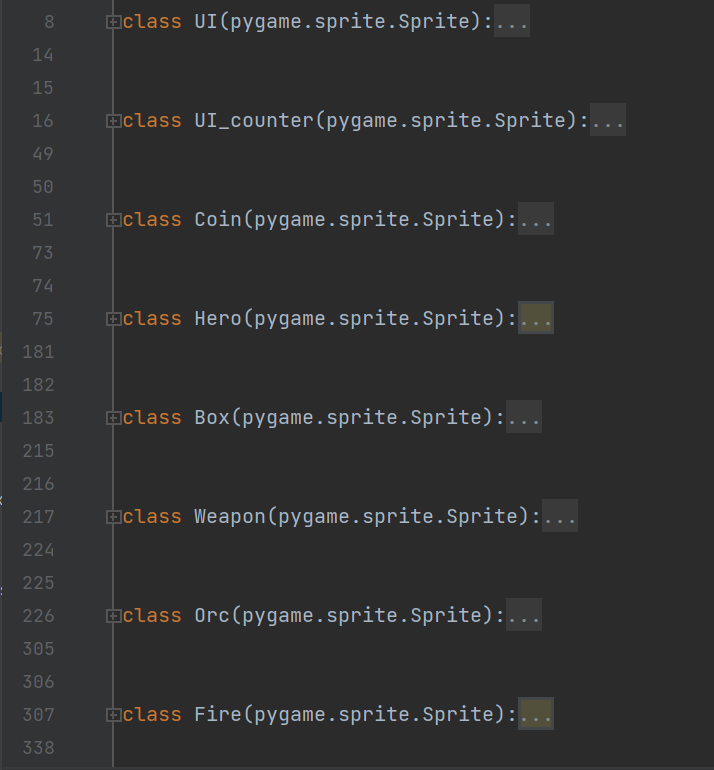 8 class UI(pygame.sprite.Sprite):...
14
15
16 class UI_counter(pygame.sprite.Sprite):...
49
50
51 class Coin(pygame.sprite.Sprite):...
73
74
75 class Hero(pygame.sprite.Sprite):...
181
182
183 class Box(pygame.sprite.Sprite):...
215
216
217 class Weapon(pygame.sprite.Sprite):...
224
225
226 class Orc(pygame.sprite.Sprite):...
305
306
307 class Fire(pygame.sprite.Sprite):...
338